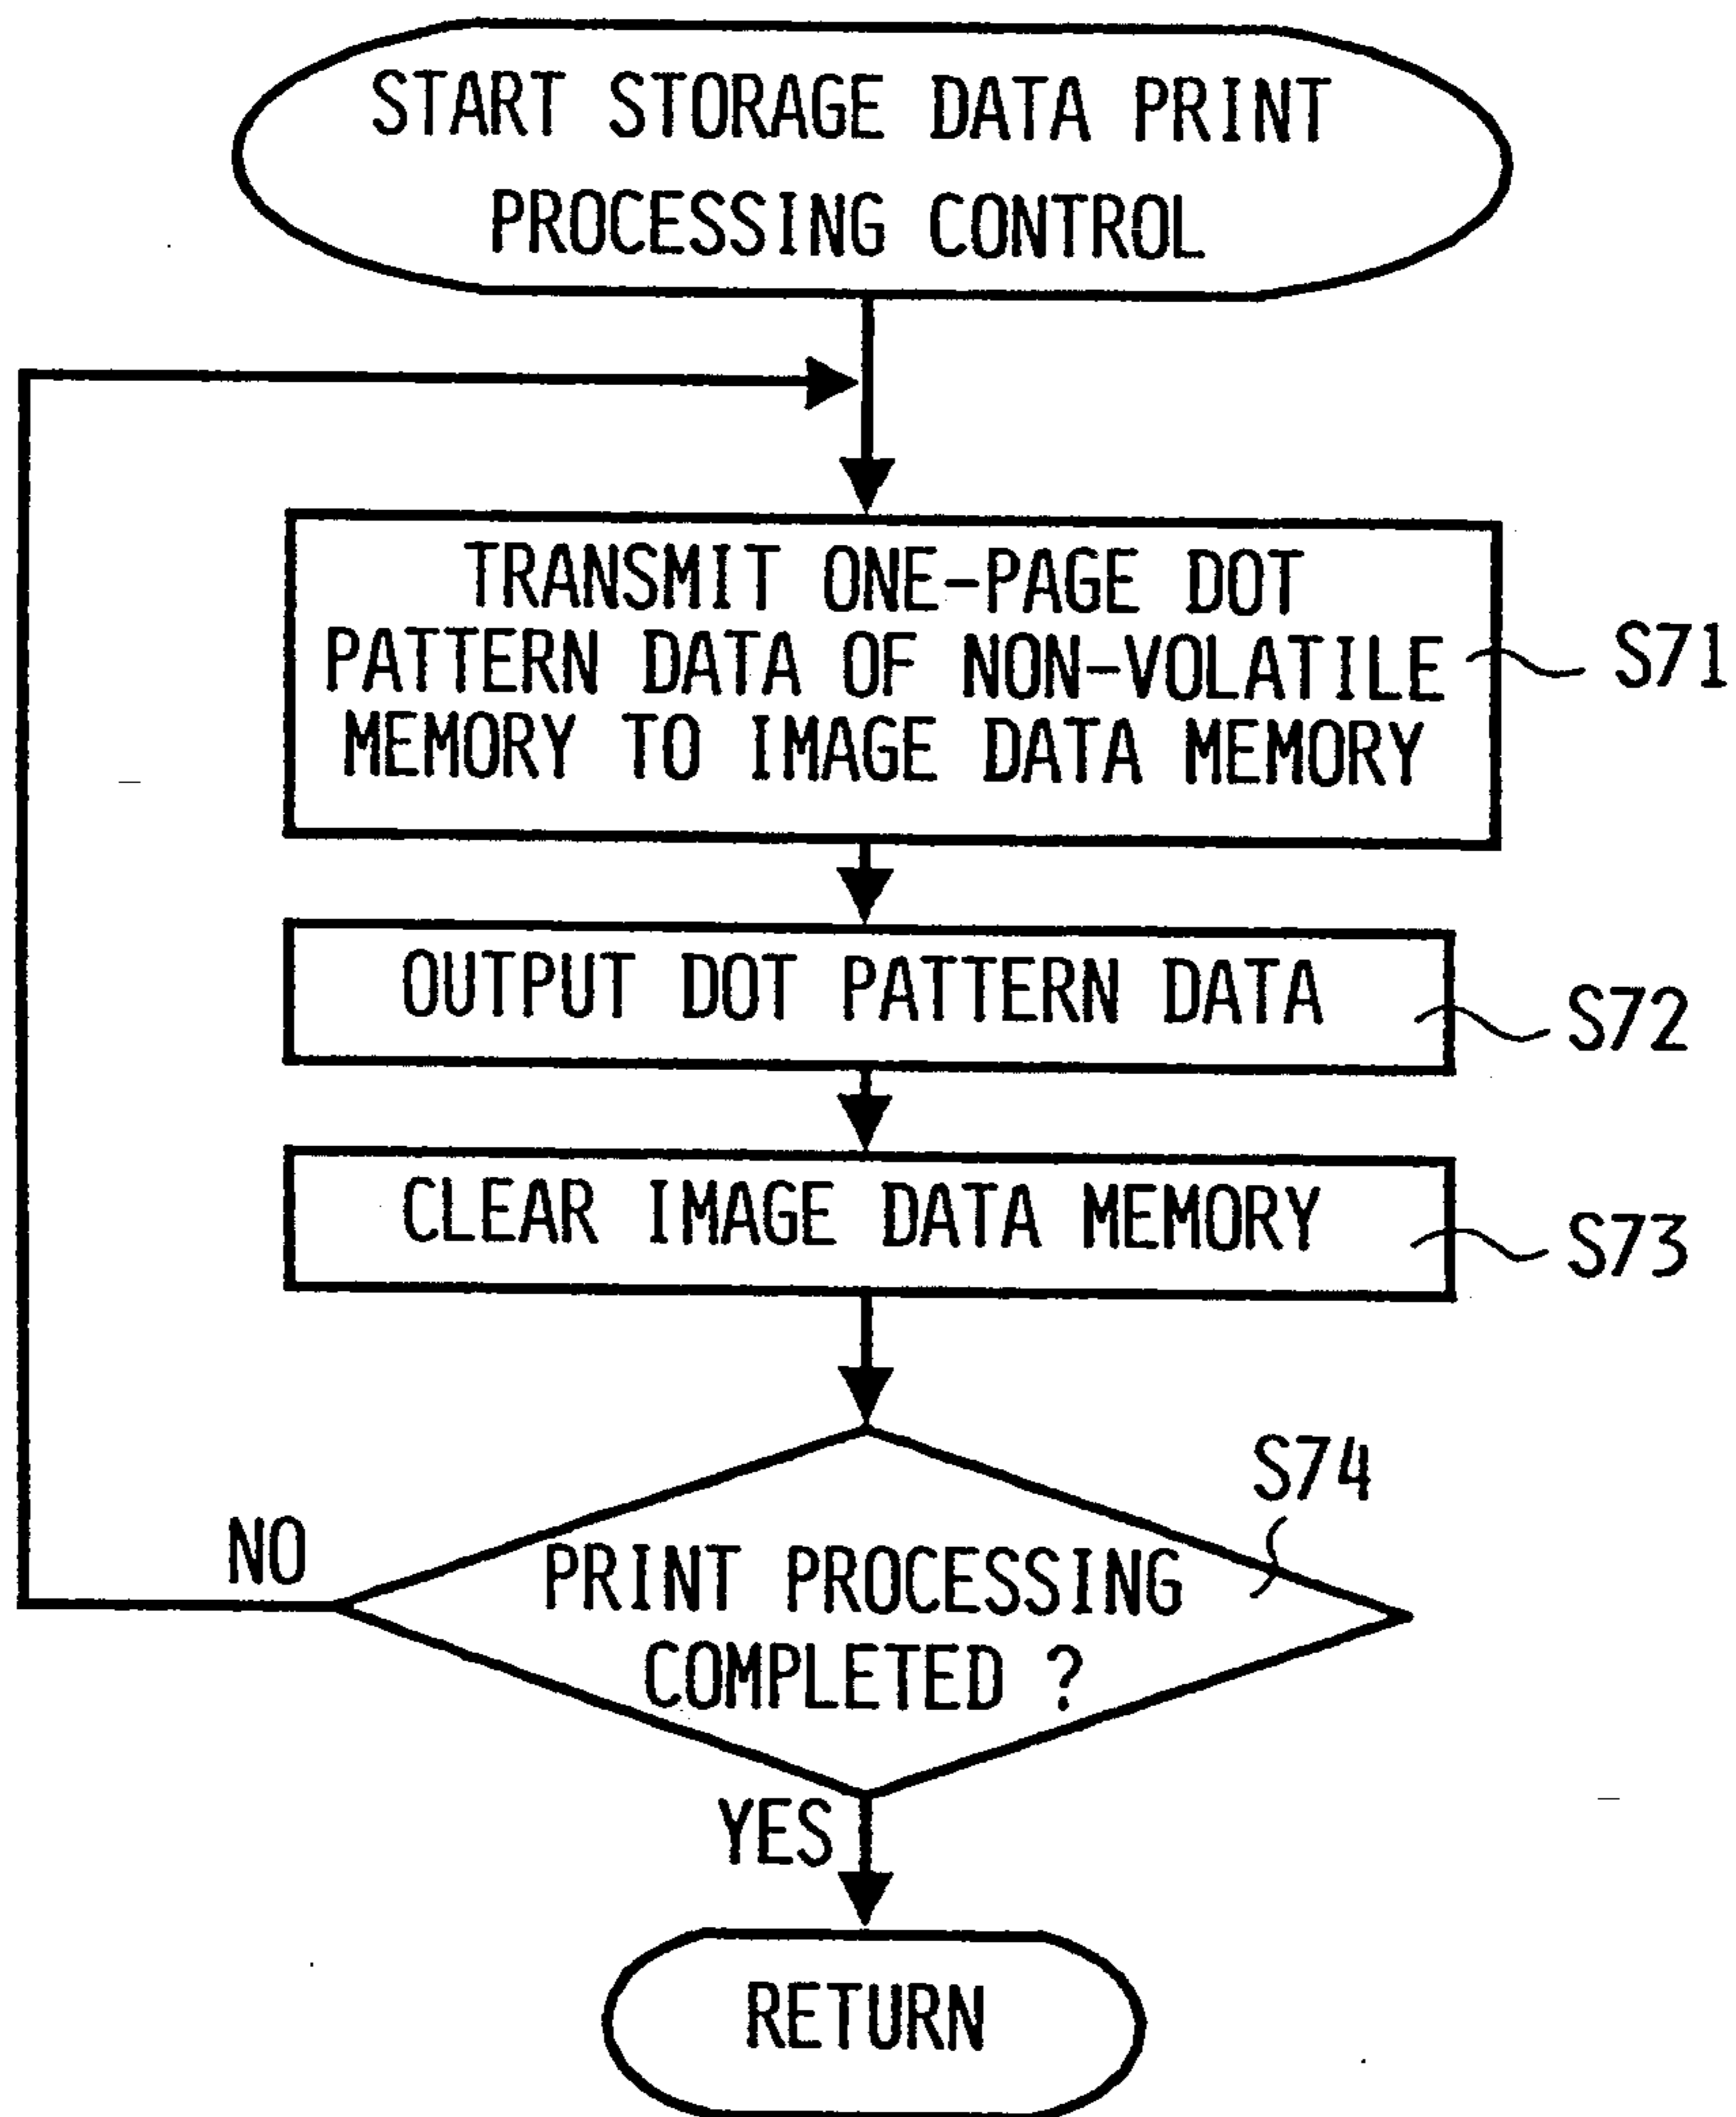 START STORAGE DATA PRINT
PROCESSING CONTROL
TRANSMIT ONE-PAGE DOT
PATTERN DATA OF NON-VOLATILE
MEMORY TO IMAGE DATA MEMORY
S71
OUTPUT DOT PATTERN DATA
S72
CLEAR IMAGE DATA MEMORY
S73
S74
NO
PRINT PROCESSING
COMPLETED ?
YES
RETURN